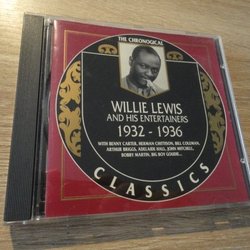 THE CHRONOLOGICAL
WILLIE LEWIS
AND HIS ENTERTAINERS
1932 - 1936
WITH BENNY CARTER, HERMAN CHITTISON, BILL COLEMAN,
ARTHUR BRIGGS, ADELAIDE HALL, JOHN MITCHELL,
BOBBY MARTIN, BIG BOY GOUDIE...
CLASSICS